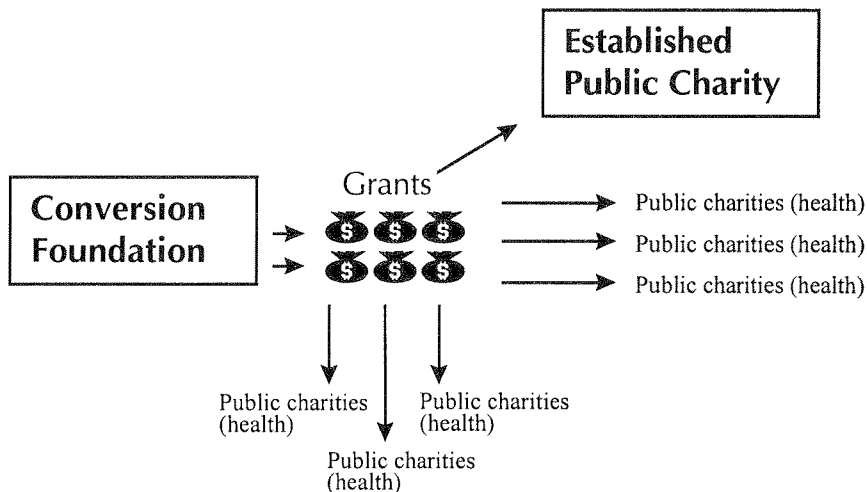 Established
Public Charity
Grants
Conversion
Foundation
$ $ $
$ $ $
Public charities (health)
Public charities (health)
Public charities (health)
Public charities
(health)
Public charities
(health)
Public charities
(health)